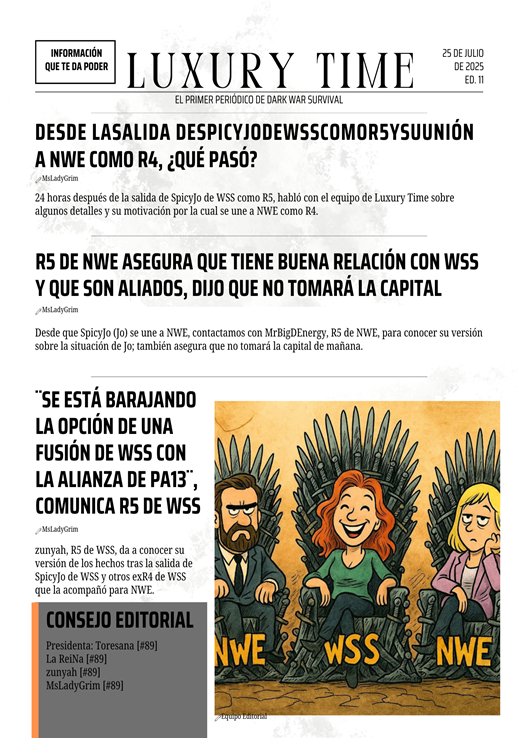 INFORMACIÓN
QUE TE DA PODER
LUXURY TIME
25 DE JULIO
DE 2025
ED. 11
EL PRIMER PERIÓDICO DE DARK WAR SURVIVAL
DESDE LASALIDA DESPICYJODEWSSCOMOR5YSUUNIÓN
A NWE COMO R4, ¿QUÉ PASÓ?
MsLadyGrim
24 horas después de la salida de SpicyJo de WSS como R5, habló con el equipo de Luxury Time sobre
algunos detalles y su motivación por la cual se une a NWE como R4.
R5 DE NWE ASEGURA QUE TIENE BUENA RELACIÓN CON WSS
Y QUE SON ALIADOS, DIJO QUE NO TOMARÁ LA CAPITAL
MsLadyGrim
Desde que SpicyJo (Jo) se une a NWE, contactamos con MrBigDEnergy, R5 de NWE, para conocer su versión
sobre la situación de Jo; también asegura que no tomará la capital de mañana.
¨SE ESTÁ BARAJANDO
LA OPCIÓN DE UNA
FUSIÓN DE WSS CON
LA ALIANZA DE PA13¨,
COMUNICA R5 DE WSS
MsLadyGrim
zunyah, R5 de WSS, da a conocer su
versión de los hechos tras la salida de
SpicyJo de WSS y otros exR4 de WSS
que la acompañó para NWE.
CONSEJO EDITORIAL
Presidenta: Toresana [#89]
La ReiNa [#89]
zunyah [#89]
MsLadyGrim [#89]
NWE WSS NWE
Equipo Editorial